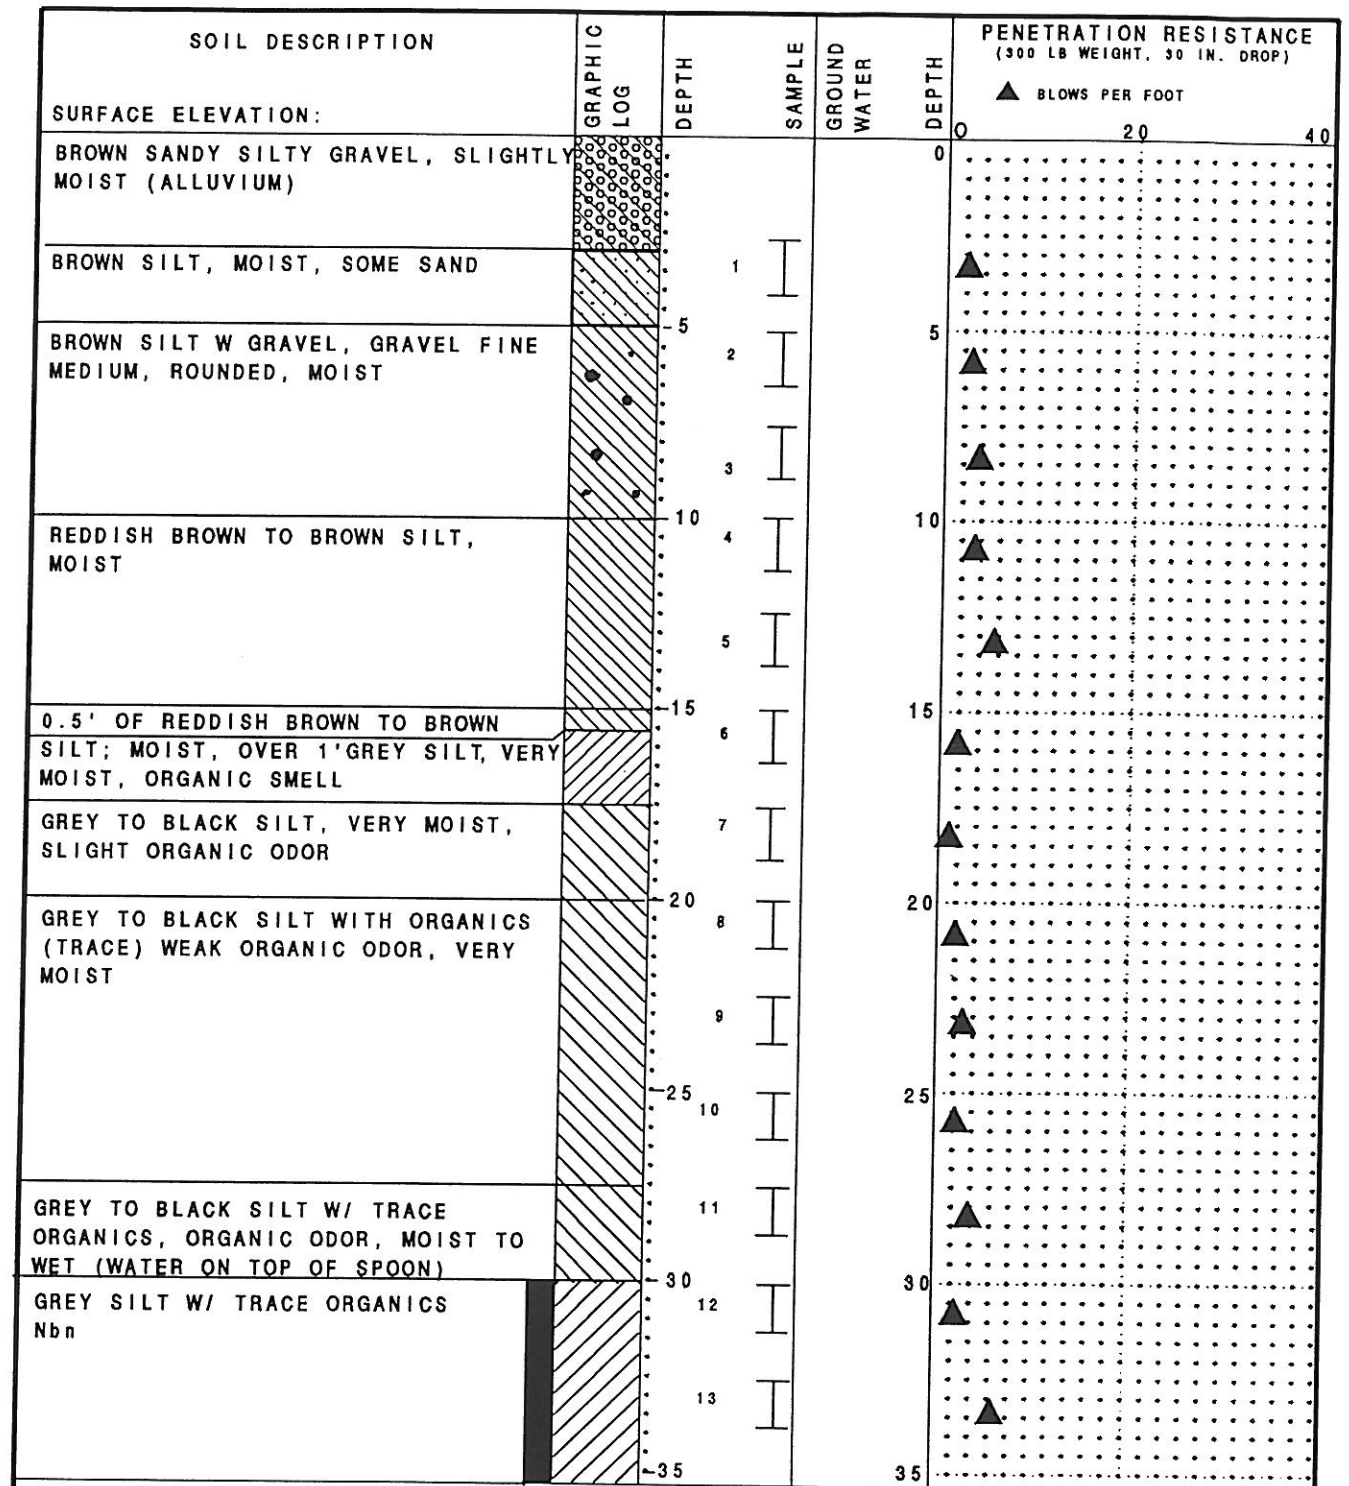 SOIL DESCRIPTION
SURFACE ELEVATION:
GRAPHIC
LOG
DEPTH
SAMPLE
GROUND
WATER
DEPTH
PENETRATION RESISTANCE
(300 LB WEIGHT, 30 IN. DROP)
BLOWS PER FOOT
0 20 40
BROWN SANDY SILTY GRAVEL, SLIGHTLY
MOIST (ALLUVIUM)
0
BROWN SILT, MOIST, SOME SAND
1
5
5
BROWN SILT W GRAVEL, GRAVEL FINE
MEDIUM, ROUNDED, MOIST
2
3
10
10
REDDISH BROWN TO BROWN SILT,
MOIST
4
5
15
15
0.5' OF REDDISH BROWN TO BROWN
SILT; MOIST, OVER 1'GREY SILT, VERY
MOIST, ORGANIC SMELL
6
GREY TO BLACK SILT, VERY MOIST,
SLIGHT ORGANIC ODOR
7
20
20
GREY TO BLACK SILT WITH ORGANICS
(TRACE) WEAK ORGANIC ODOR, VERY
MOIST
8
9
25
25
10
GREY TO BLACK SILT W/ TRACE
ORGANICS, ORGANIC ODOR, MOIST TO
WET (WATER ON TOP OF SPOON)
11
30
30
GREY SILT W/ TRACE ORGANICS
Nbn
12
13
35
35